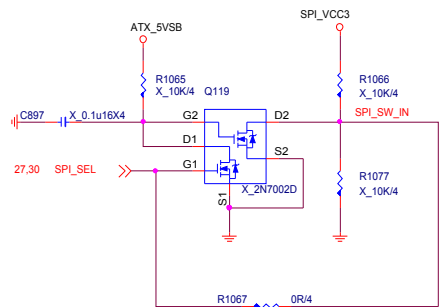 ATX_5VSB
SPI_VCC3
R1065
X_10K/4
Q119
R1066
X_10K/4
C897
X_0.1u16X4
G2
D2
SPI_SW_IN
D1
S2
27.30 SPI_SEL
G1
R1077
X_10K/4
X_2N7002D
S1
R1067
0R/4